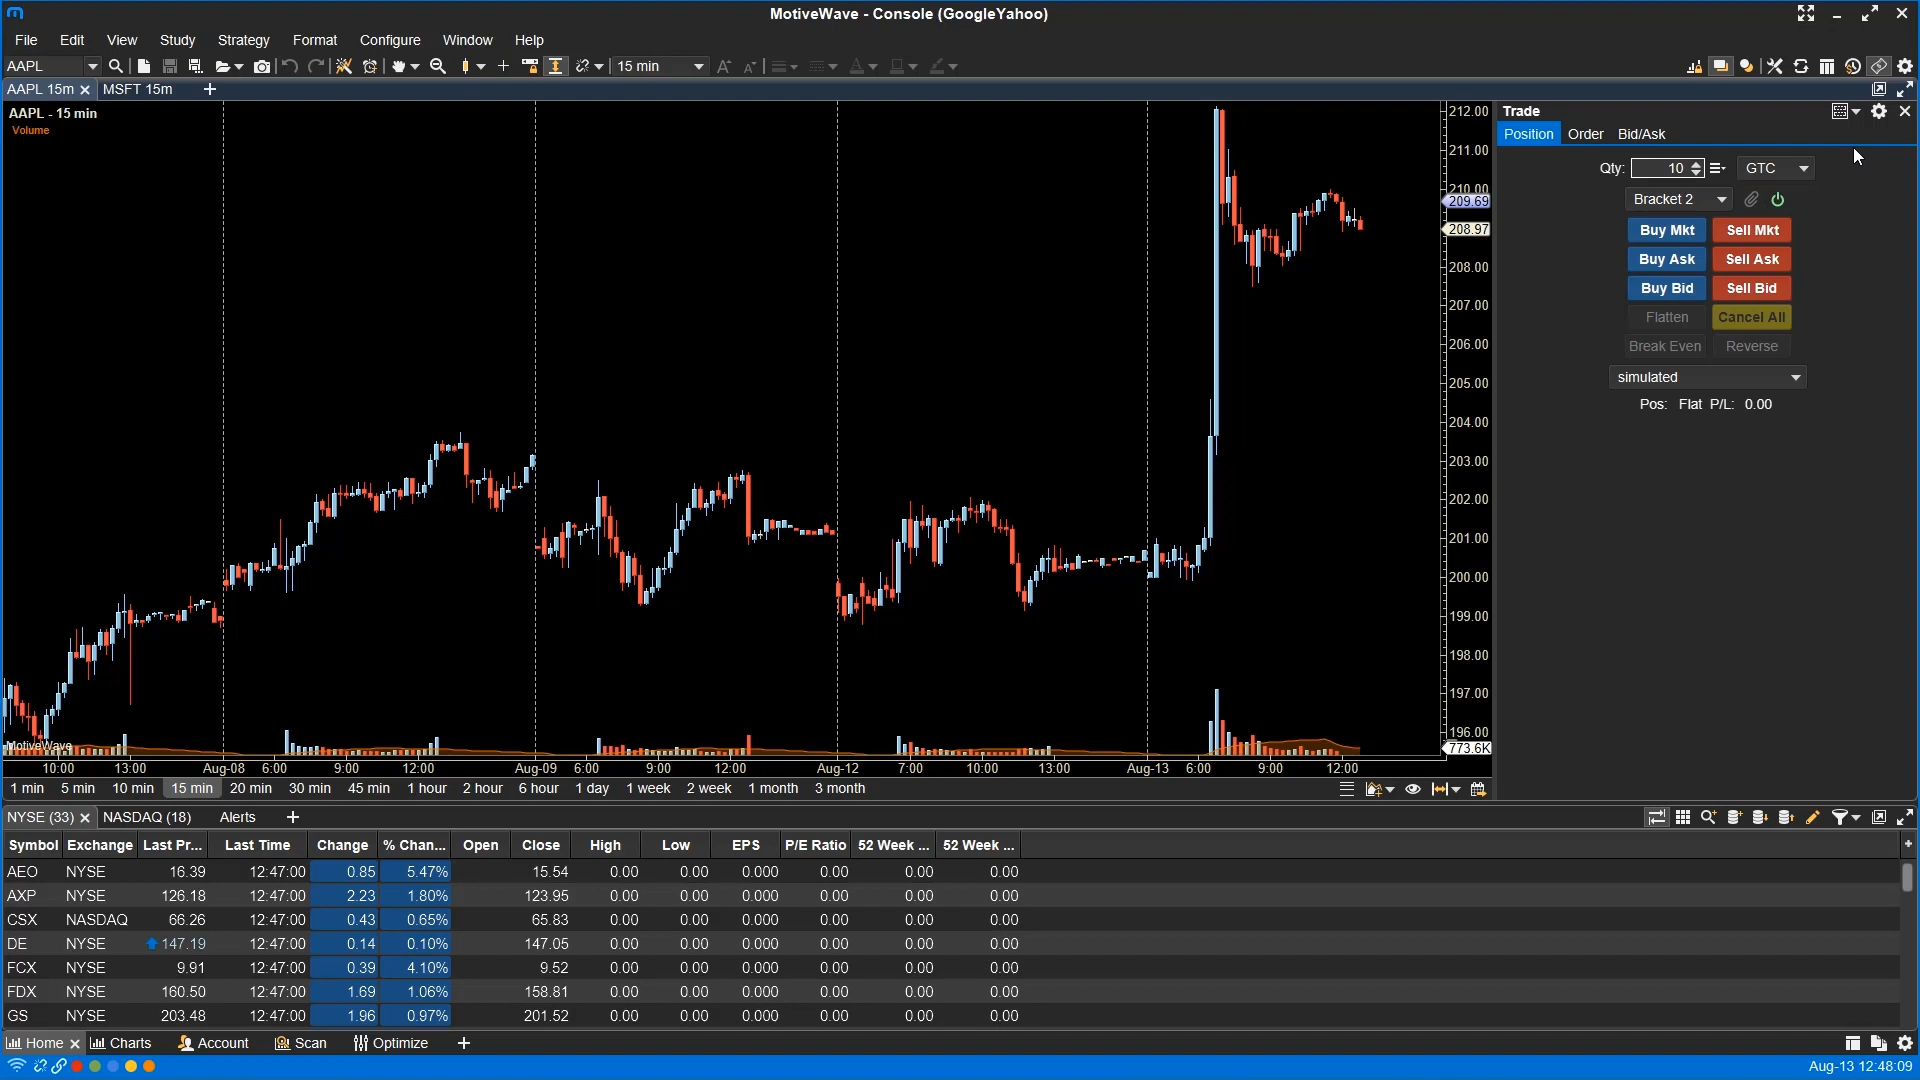 MotiveWave - Console (GoogleYahoo)
File Edit View Study Strategy Format Configure Window Help
AAPL 15 min
AAPL 15m MSFT 15m
AAPL - 15 min
Volume
212.00
211.00
210.00
209.69
208.97
208.00
207.00
206.00
205.00
204.00
203.00
202.00
201.00
200.00
199.00
198.00
197.00
196.00
773.6K
MotiveWave
10:00 13:00 Aug-08 6:00 9:00 12:00 Aug-09 6:00 9:00 12:00 Aug-12 7:00 10:00 13:00 Aug-13 6:00 9:00 12:00
1 min 5 min 10 min 15 min 20 min 30 min 45 min 1 hour 2 hour 6 hour 1 day 1 week 2 week 1 month 3 month
Trade
Position Order Bid/Ask
Qty: 10 GTC
Bracket 2
Buy Mkt Sell Mkt
Buy Ask Sell Ask
Buy Bid Sell Bid
Flatten Cancel All
Break Even Reverse
simulated
Pos: Flat P/L: 0.00
NYSE (33) NASDAQ (18) Alerts
Symbol Exchange Last Pr... Last Time Change % Chan... Open Close High Low EPS P/E Ratio 52 Week ... 52 Week ...
AEO NYSE 16.39 12:47:00 0.85 5.47% 15.54 0.00 0.00 0.000 0.00 0.00 0.00
AXP NYSE 126.18 12:47:00 2.23 1.80% 123.95 0.00 0.00 0.000 0.00 0.00 0.00
CSX NASDAQ 66.26 12:47:00 0.43 0.65% 65.83 0.00 0.00 0.000 0.00 0.00 0.00
DE NYSE 147.19 12:47:00 0.14 0.10% 147.05 0.00 0.00 0.000 0.00 0.00 0.00
FCX NYSE 9.91 12:47:00 0.39 4.10% 9.52 0.00 0.00 0.000 0.00 0.00 0.00
FDX NYSE 160.50 12:47:00 1.69 1.06% 158.81 0.00 0.00 0.000 0.00 0.00 0.00
GS NYSE 203.48 12:47:00 1.96 0.97% 201.52 0.00 0.00 0.000 0.00 0.00 0.00
Home Charts Account Scan Optimize
Aug-13 12:48:09